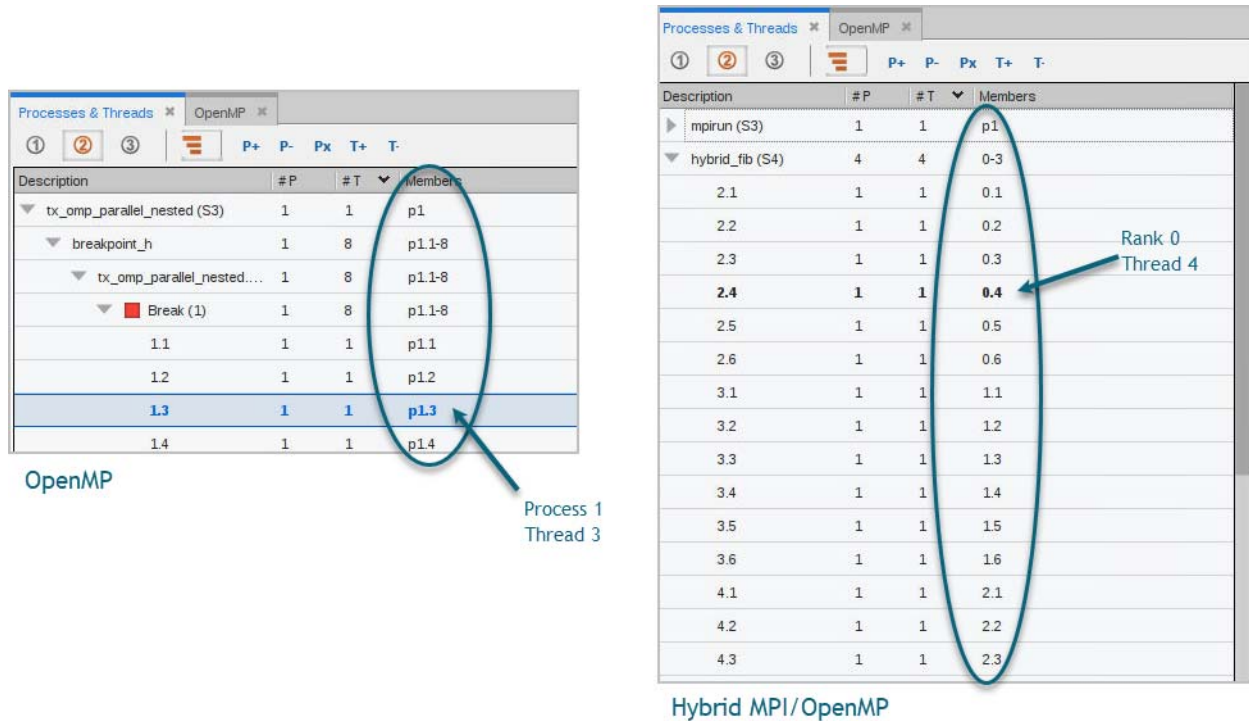 Processes & Threads OpenMP
1 2 3 P+ P- Px T+ T-
Description #P #T Members
tx_omp_parallel_nested (S3) 1 1 p1
breakpoint_h 1 8 p1.1-8
tx_omp_parallel_nested.... 1 8 p1.1-8
Break (1) 1 8 p1.1-8
1.1 1 1 p1.1
1.2 1 1 p1.2
1.3 1 1 p1.3
1.4 1 1 p1.4
OpenMP
Process 1
Thread 3
Processes & Threads OpenMP
1 2 3 P+ P- Px T+ T-
Description #P #T Members
mpirun (S3) 1 1 p1
hybrid_fib (S4) 4 4 0-3
2.1 1 1 0.1
2.2 1 1 0.2
2.3 1 1 0.3
2.4 1 1 0.4
2.5 1 1 0.5
2.6 1 1 0.6
3.1 1 1 1.1
3.2 1 1 1.2
3.3 1 1 1.3
3.4 1 1 1.4
3.5 1 1 1.5
3.6 1 1 1.6
4.1 1 1 2.1
4.2 1 1 2.2
4.3 1 1 2.3
Rank 0
Thread 4
Hybrid MPI/OpenMP